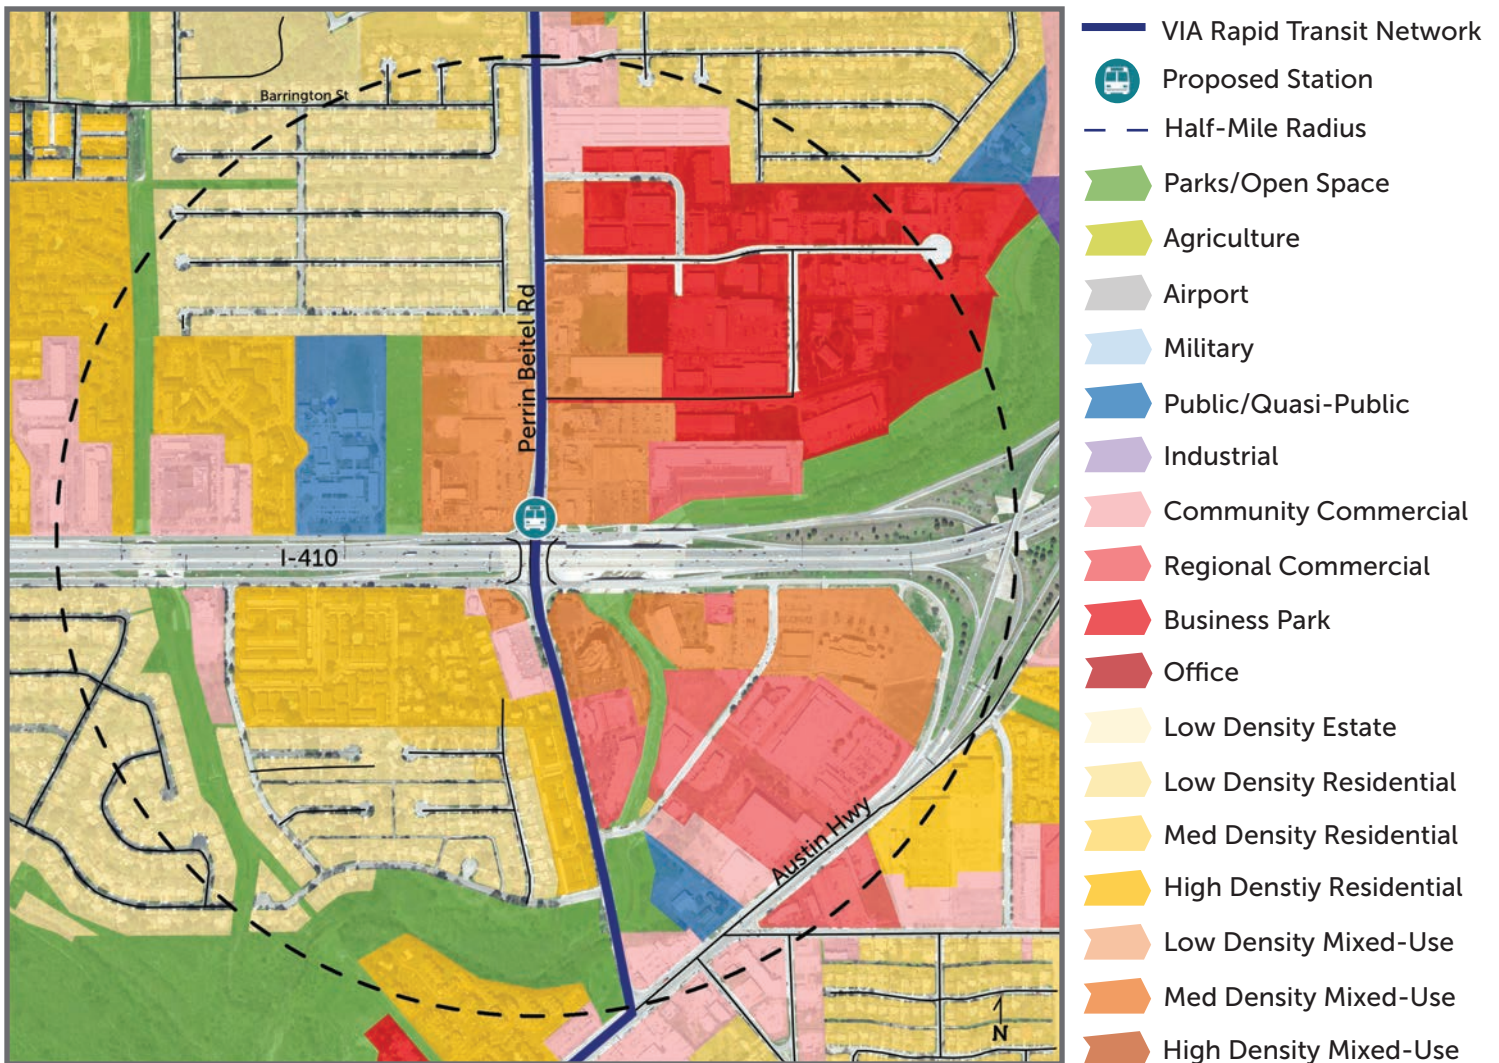 Barrington St
Perrin Beitel Rd
I-410
Austin Hwy
N
VIA Rapid Transit Network
Proposed Station
Half-Mile Radius
Parks/Open Space
Agriculture
Airport
Military
Public/Quasi-Public
Industrial
Community Commercial
Regional Commercial
Business Park
Office
Low Density Estate
Low Density Residential
Med Density Residential
High Denstiy Residential
Low Density Mixed-Use
Med Density Mixed-Use
High Density Mixed-Use